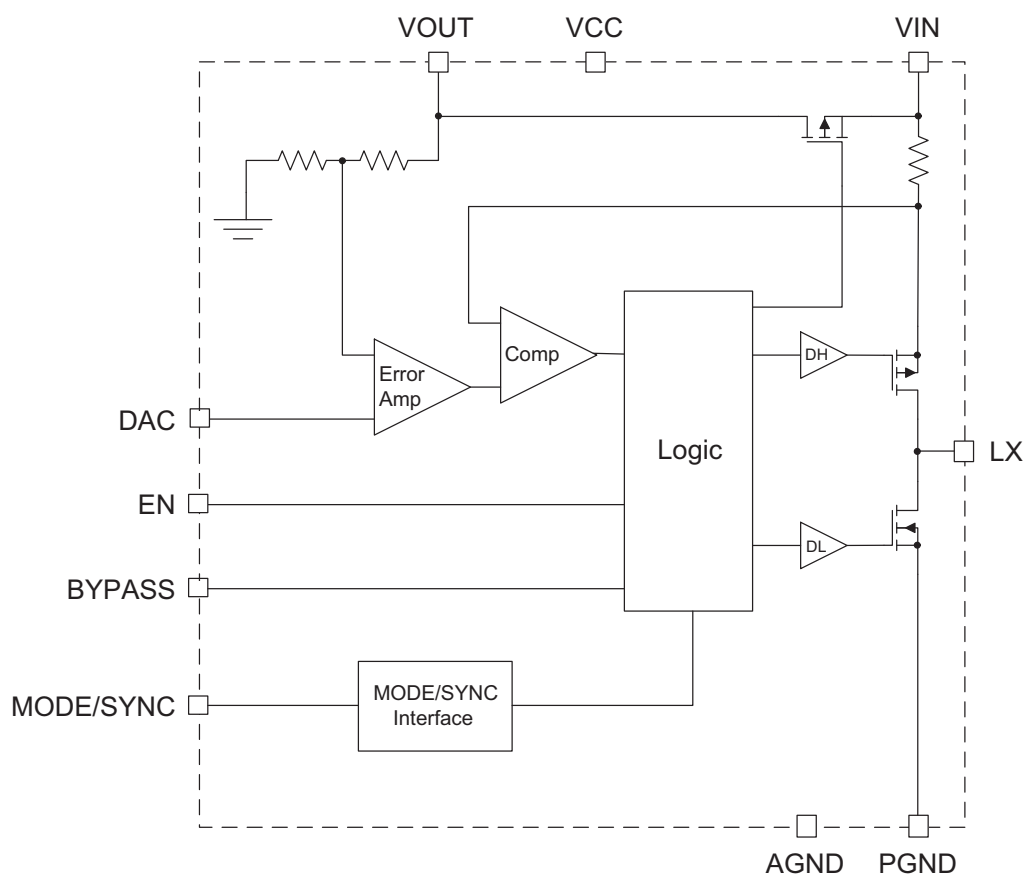 VOUT
VCC
VIN
Comp
DH
Error
Amp
DAC
Logic
LX
EN
DL
BYPASS
MODE/SYNC
MODE/SYNC
Interface
AGND
PGND